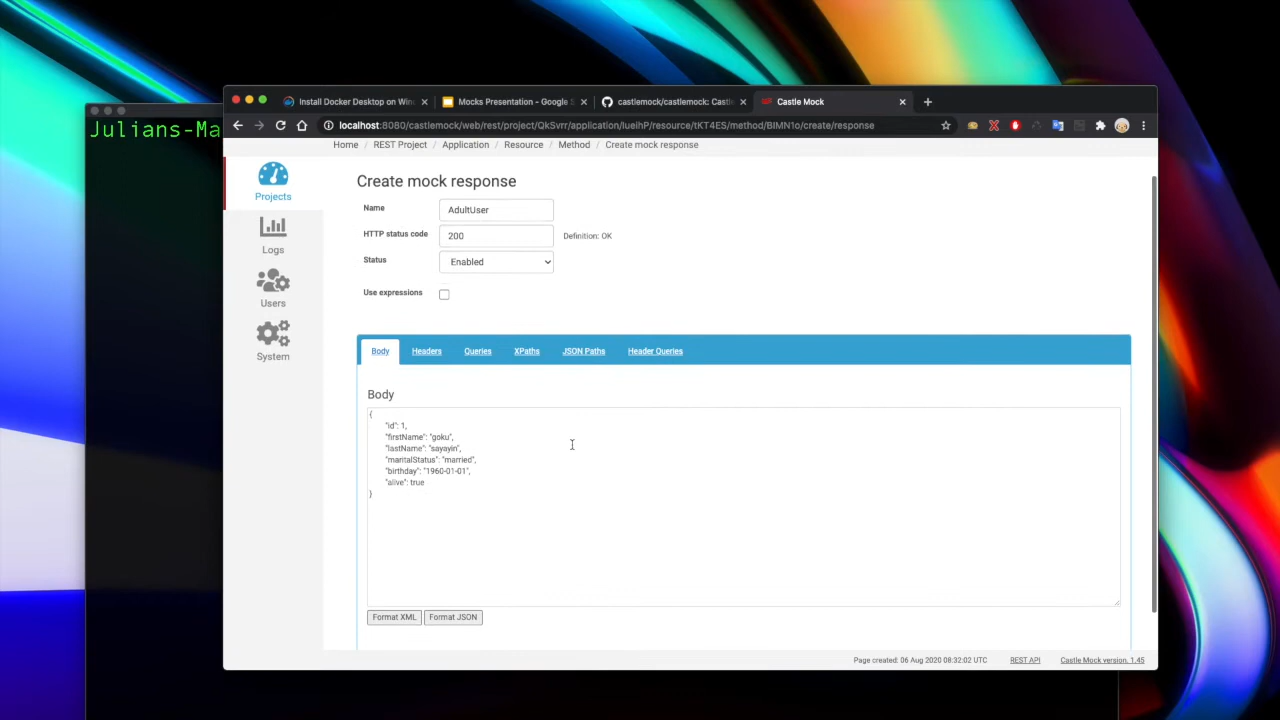 Julians-Ma
Install Docker Desktop on Win
Mocks Presentation - Google S
castlemock/castlemock: Castle
Castle Mock
localhost:8080/castlemock/web/rest/project/QkSvrr/application/IueihP/resource/tKT4ES/method/BIMN1o/create/response
Home / REST Project / Application / Resource / Method / Create mock response
Projects
Logs
Users
System
Create mock response
Name AdultUser
HTTP status code 200 Definition: OK
Status Enabled
Use expressions
Body Headers Queries XPaths JSON Paths Header Queries
Body
{
"id": 1,
"firstName": "goku",
"lastName": "sayayin",
"maritalStatus": "married",
"birthday": "1960-01-01",
"alive": true
}
Format XML Format JSON
Page created: 06 Aug 2020 08:32:02 UTC REST API Castle Mock version. 1.45